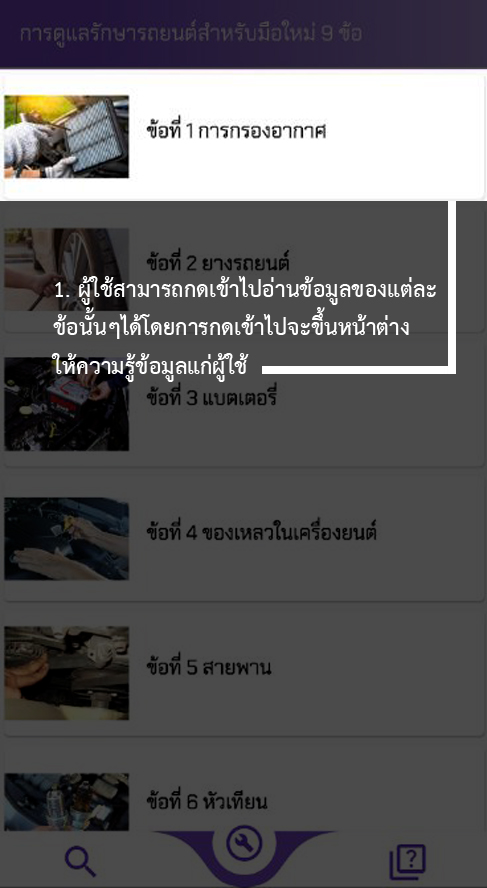 การดูแลรักษารถยนต์สำหรับมือใหม่ 9 ข้อ
ข้อที่ 1 การกรองอากาศ
ข้อที่ 2 ยางรถยนต์
1. ผู้ใช้สามารถกดเข้าไปอ่านข้อมูลของแต่ละ
ข้อนั้นๆได้โดยการกดเข้าไปจะขึ้นหน้าต่าง
ให้ความรู้ข้อมูลแก่ผู้ใช้
ข้อที่ 3 แบตเตอรี่
ข้อที่ 4 ของเหลวในเครื่องยนต์
ข้อที่ 5 สายพาน
ข้อที่ 6 หัวเทียน